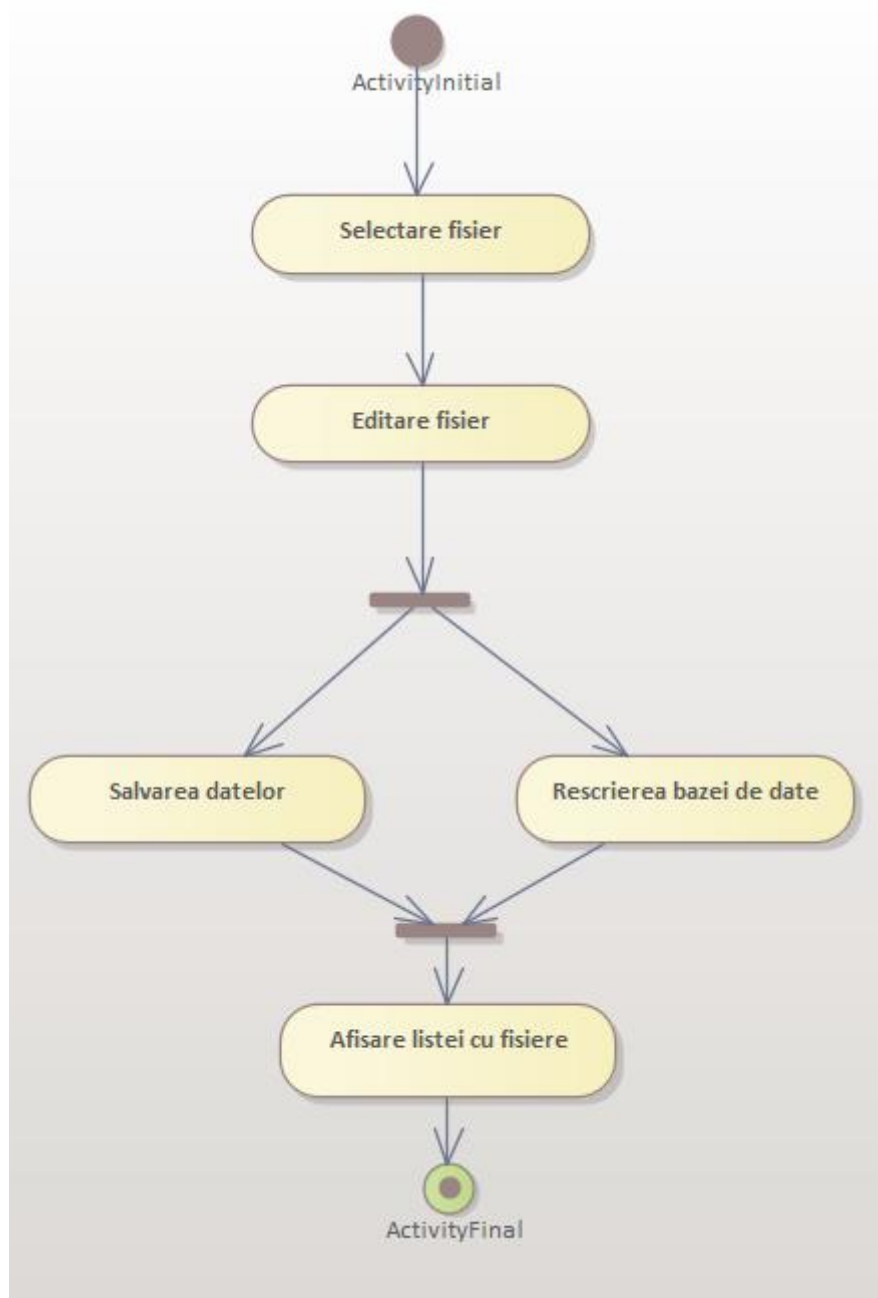 ActivityInitial
Selectare fisier
Editare fisier
Salvarea datelor
Rescrierea bazei de date
Afisare listei cu fisiere
ActivityFinal